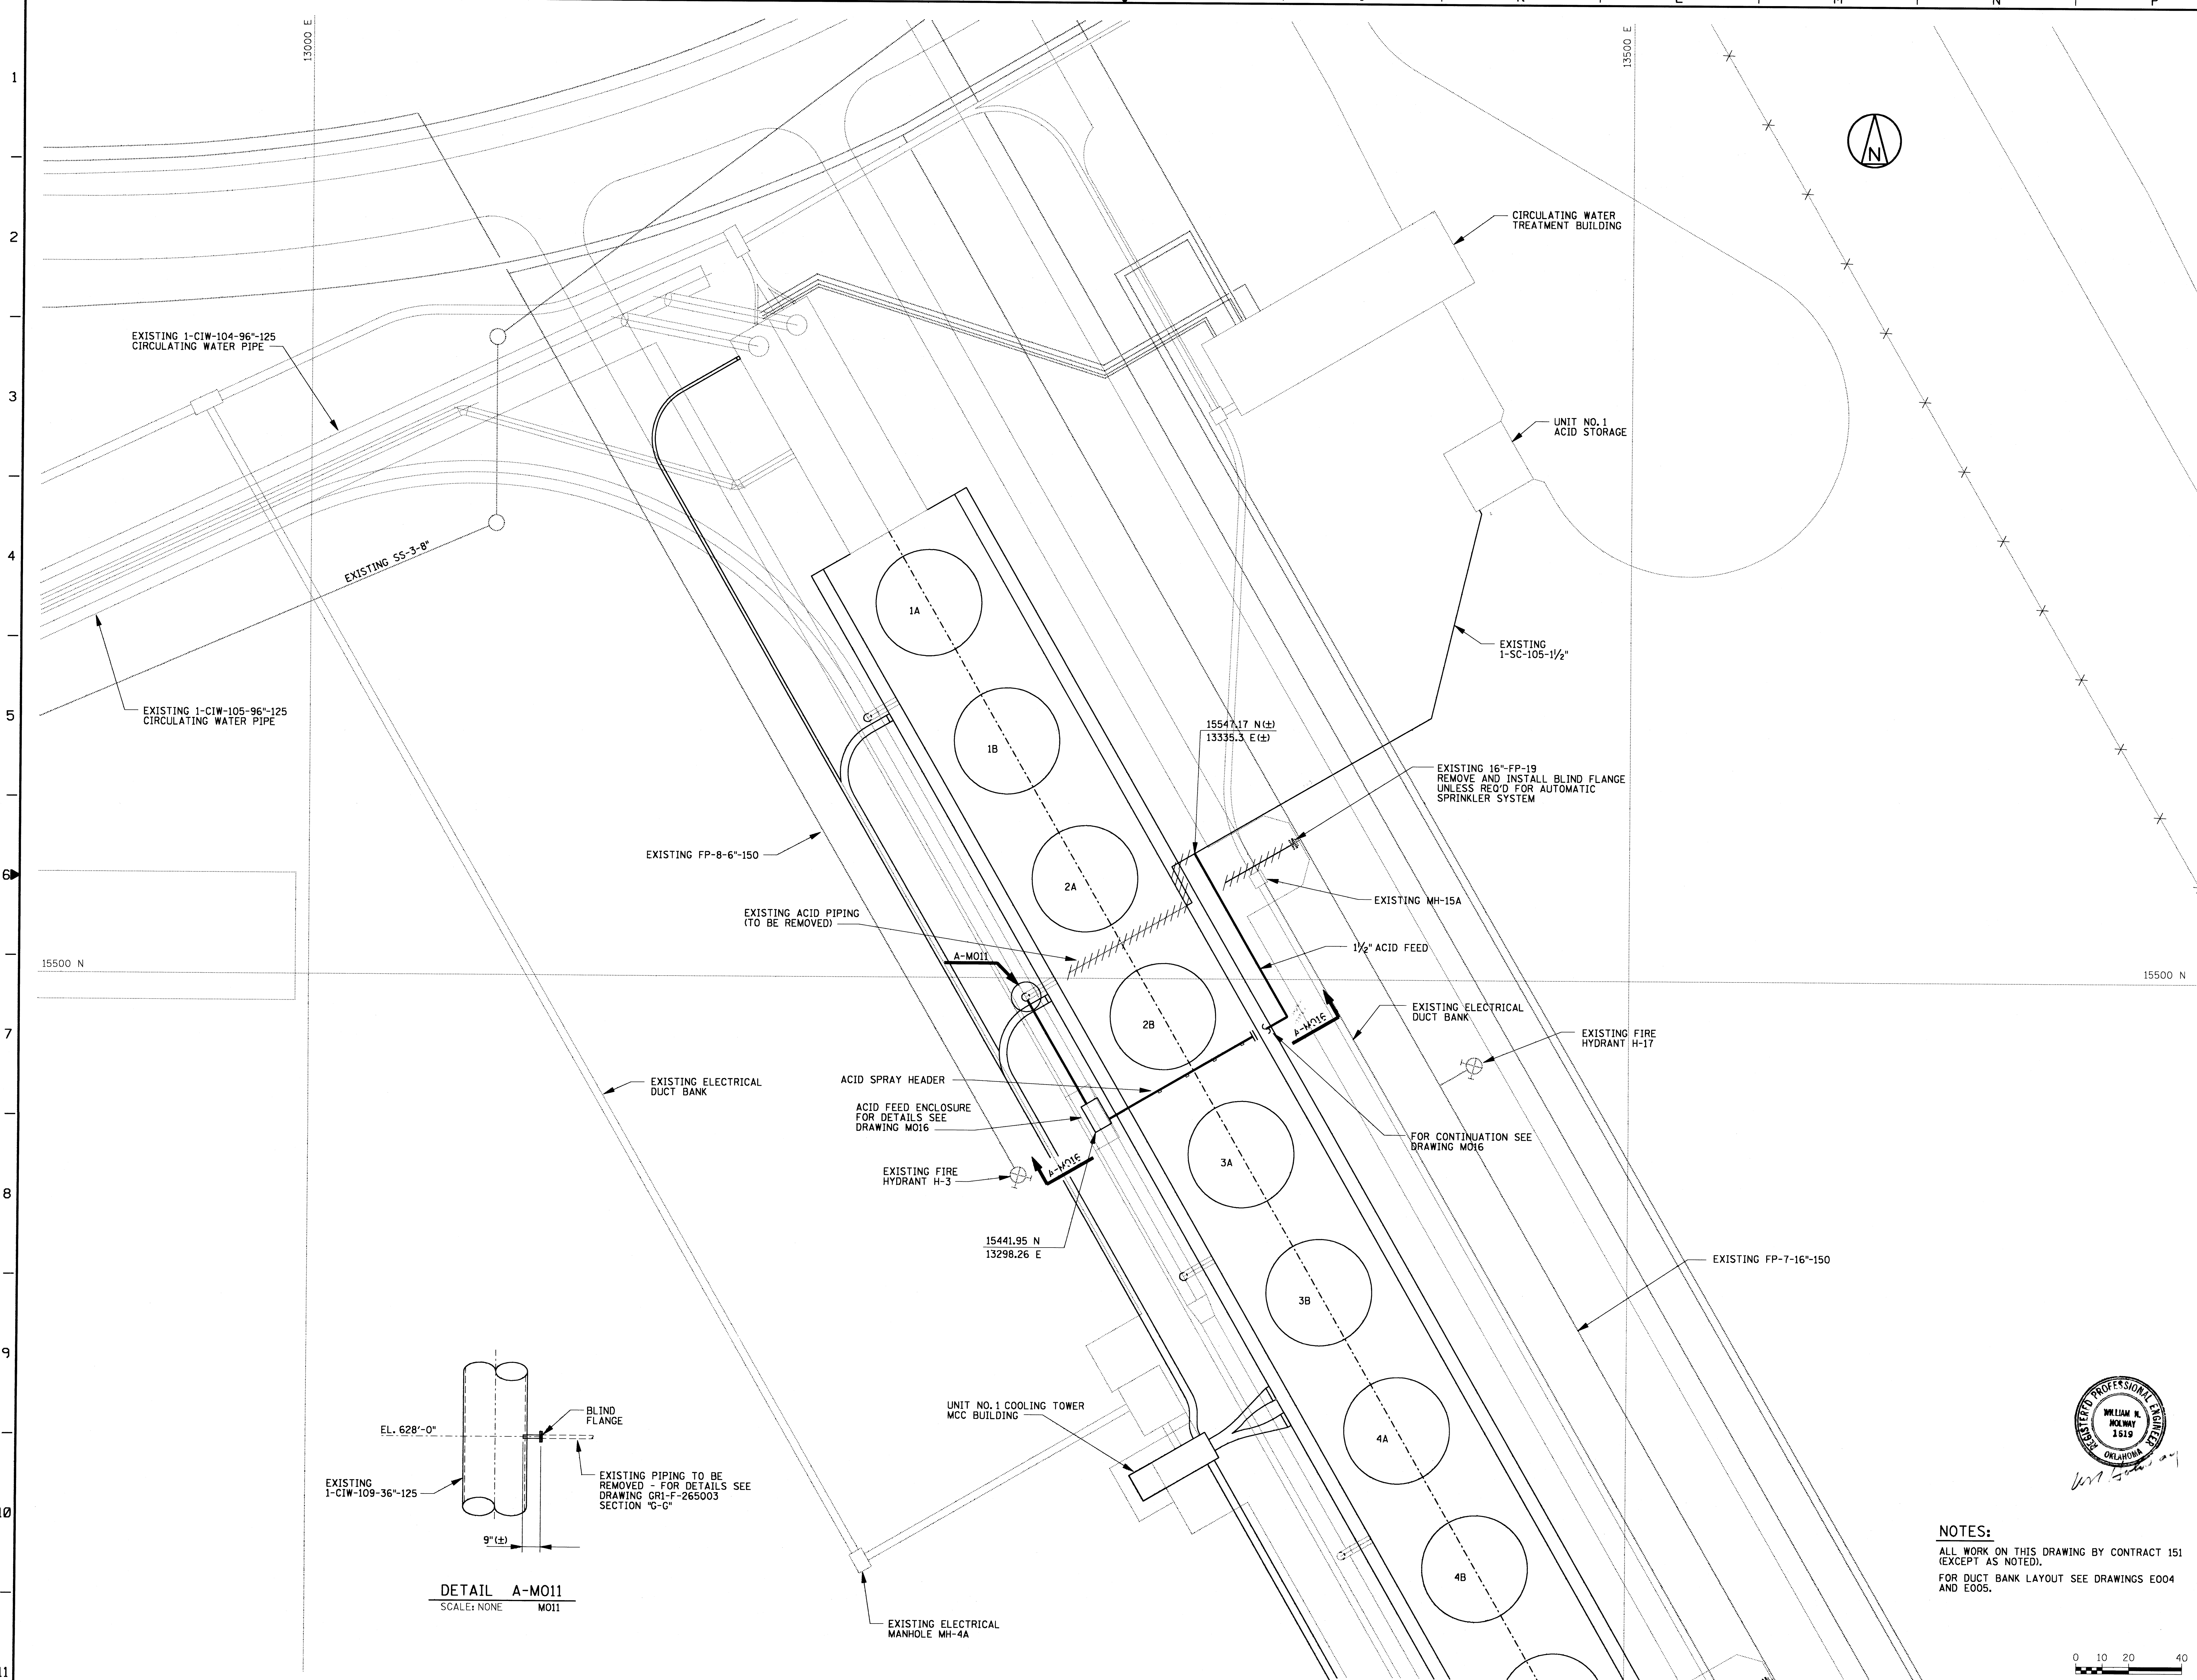 K
L
M
N
P
13000 E
13500 E
1
2
3
4
5
6
7
8
9
10
11
N
CIRCULATING WATER
TREATMENT BUILDING
EXISTING 1-CIW-104-96"-125
CIRCULATING WATER PIPE
UNIT NO. 1
ACID STORAGE
EXISTING SS-3-8"
1A
EXISTING
1-SC-105-1½"
EXISTING 1-CIW-105-96"-125
CIRCULATING WATER PIPE
1B
15547.17 N(±)
13335.3 E(±)
EXISTING 16"-FP-19
REMOVE AND INSTALL BLIND FLANGE
UNLESS REQ'D FOR AUTOMATIC
SPRINKLER SYSTEM
EXISTING FP-8-6"-150
2A
EXISTING MH-15A
EXISTING ACID PIPING
(TO BE REMOVED)
1½" ACID FEED
A-M011
15500 N
15500 N
EXISTING ELECTRICAL
DUCT BANK
2B
A-M016
EXISTING FIRE
HYDRANT H-17
EXISTING ELECTRICAL
DUCT BANK
ACID SPRAY HEADER
ACID FEED ENCLOSURE
FOR DETAILS SEE
DRAWING M016
FOR CONTINUATION SEE
DRAWING M016
3A
A-M016
EXISTING FIRE
HYDRANT H-3
15441.95 N
13298.26 E
EXISTING FP-7-16"-150
3B
UNIT NO. 1 COOLING TOWER
MCC BUILDING
4A
BLIND
FLANGE
EL. 628'-0"
EXISTING
1-CIW-109-36"-125
EXISTING PIPING TO BE
REMOVED - FOR DETAILS SEE
DRAWING GR1-F-265003
SECTION "G-G"
9"(±)
4B
DETAIL A-M011
SCALE: NONE M011
EXISTING ELECTRICAL
MANHOLE MH-4A
REGISTERED PROFESSIONAL ENGINEER
WILLIAM N.
HOLWAY
1519
OKLAHOMA
NOTES:
ALL WORK ON THIS DRAWING BY CONTRACT 151
(EXCEPT AS NOTED).
FOR DUCT BANK LAYOUT SEE DRAWINGS E004
AND E005.
0 10 20 40